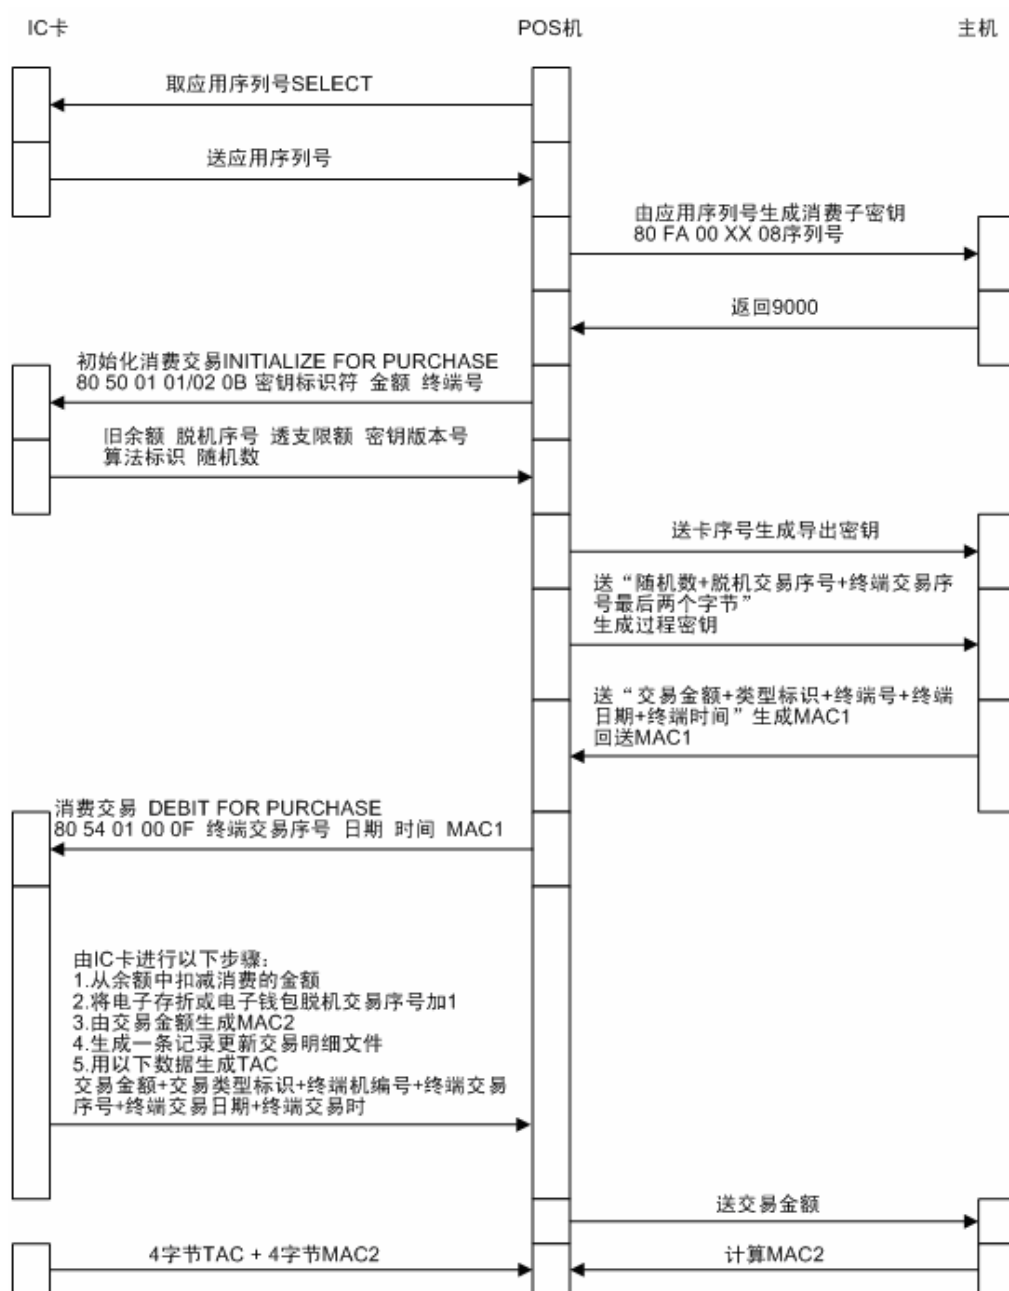 IC卡
POS机
主机
取应用序列号SELECT
送应用序列号
由应用序列号生成消费子密钥
80 FA 00 XX 08序列号
返回9000
初始化消费交易INITIALIZE FOR PURCHASE
80 50 01 01/02 0B 密钥标识符 金额 终端号
旧余额 脱机序号 透支限额 密钥版本号
算法标识 随机数
送卡序号生成导出密钥
送“随机数+脱机交易序号+终端交易序
号最后两个字节”
生成过程密钥
送“交易金额+类型标识+终端号+终端
日期+终端时间”生成MAC1
回送MAC1
消费交易 DEBIT FOR PURCHASE
80 54 01 00 0F 终端交易序号 日期 时间 MAC1
由IC卡进行以下步骤:
1.从余额中扣减消费的金额
2.将电子存折或电子钱包脱机交易序号加1
3.由交易金额生成MAC2
4.生成一条记录更新交易明细文件
5.用以下数据生成TAC
交易金额+交易类型标识+终端机编号+终端交易
序号+终端交易日期+终端交易时
送交易金额
4字节TAC + 4字节MAC2
计算MAC2